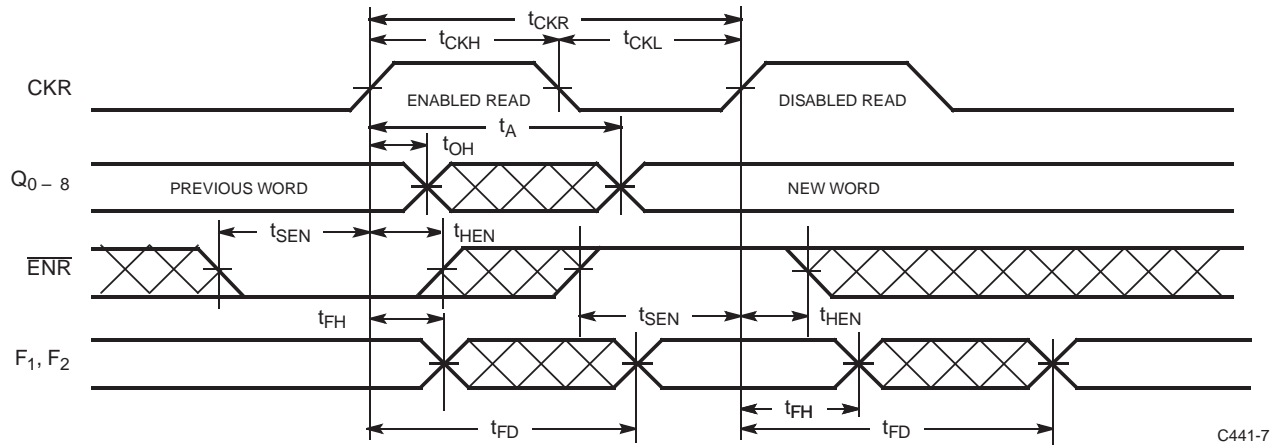 tCKR
tCKH tCKL
CKR
ENABLED READ DISABLED READ
tA
tOH
Q0 – 8
PREVIOUS WORD NEW WORD
tSEN tHEN
ENR
tFH tSEN tHEN
F1, F2
tFH
tFD tFD
C441-7